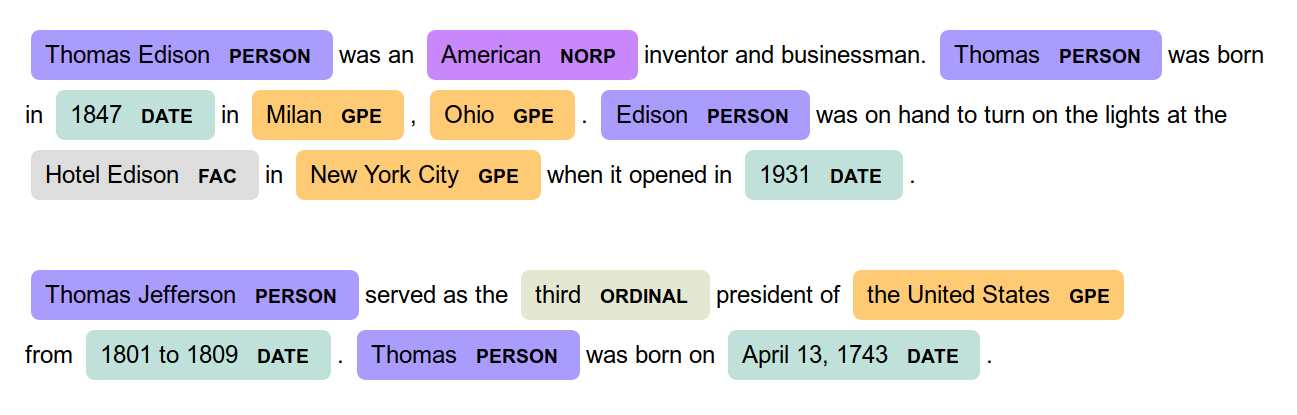 Thomas Edison PERSON was an American NORP inventor and businessman. Thomas PERSON was born
in 1847 DATE in Milan GPE , Ohio GPE . Edison PERSON was on hand to turn on the lights at the
Hotel Edison FAC in New York City GPE when it opened in 1931 DATE .
Thomas Jefferson PERSON served as the third ORDINAL president of the United States GPE
from 1801 to 1809 DATE . Thomas PERSON was born on April 13, 1743 DATE .